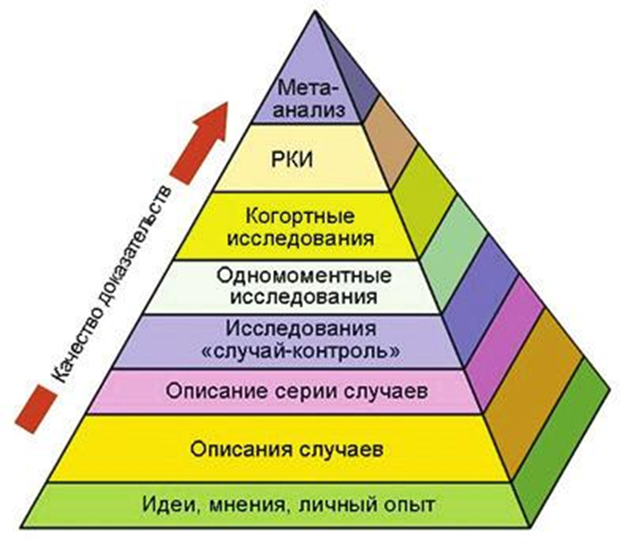 Мета-
анализ
РКИ
Когортные
исследования
Одномоментные
исследования
Исследования
«случай-контроль»
Описание серии случаев
Описания случаев
Идеи, мнения, личный опыт
Качество доказательств